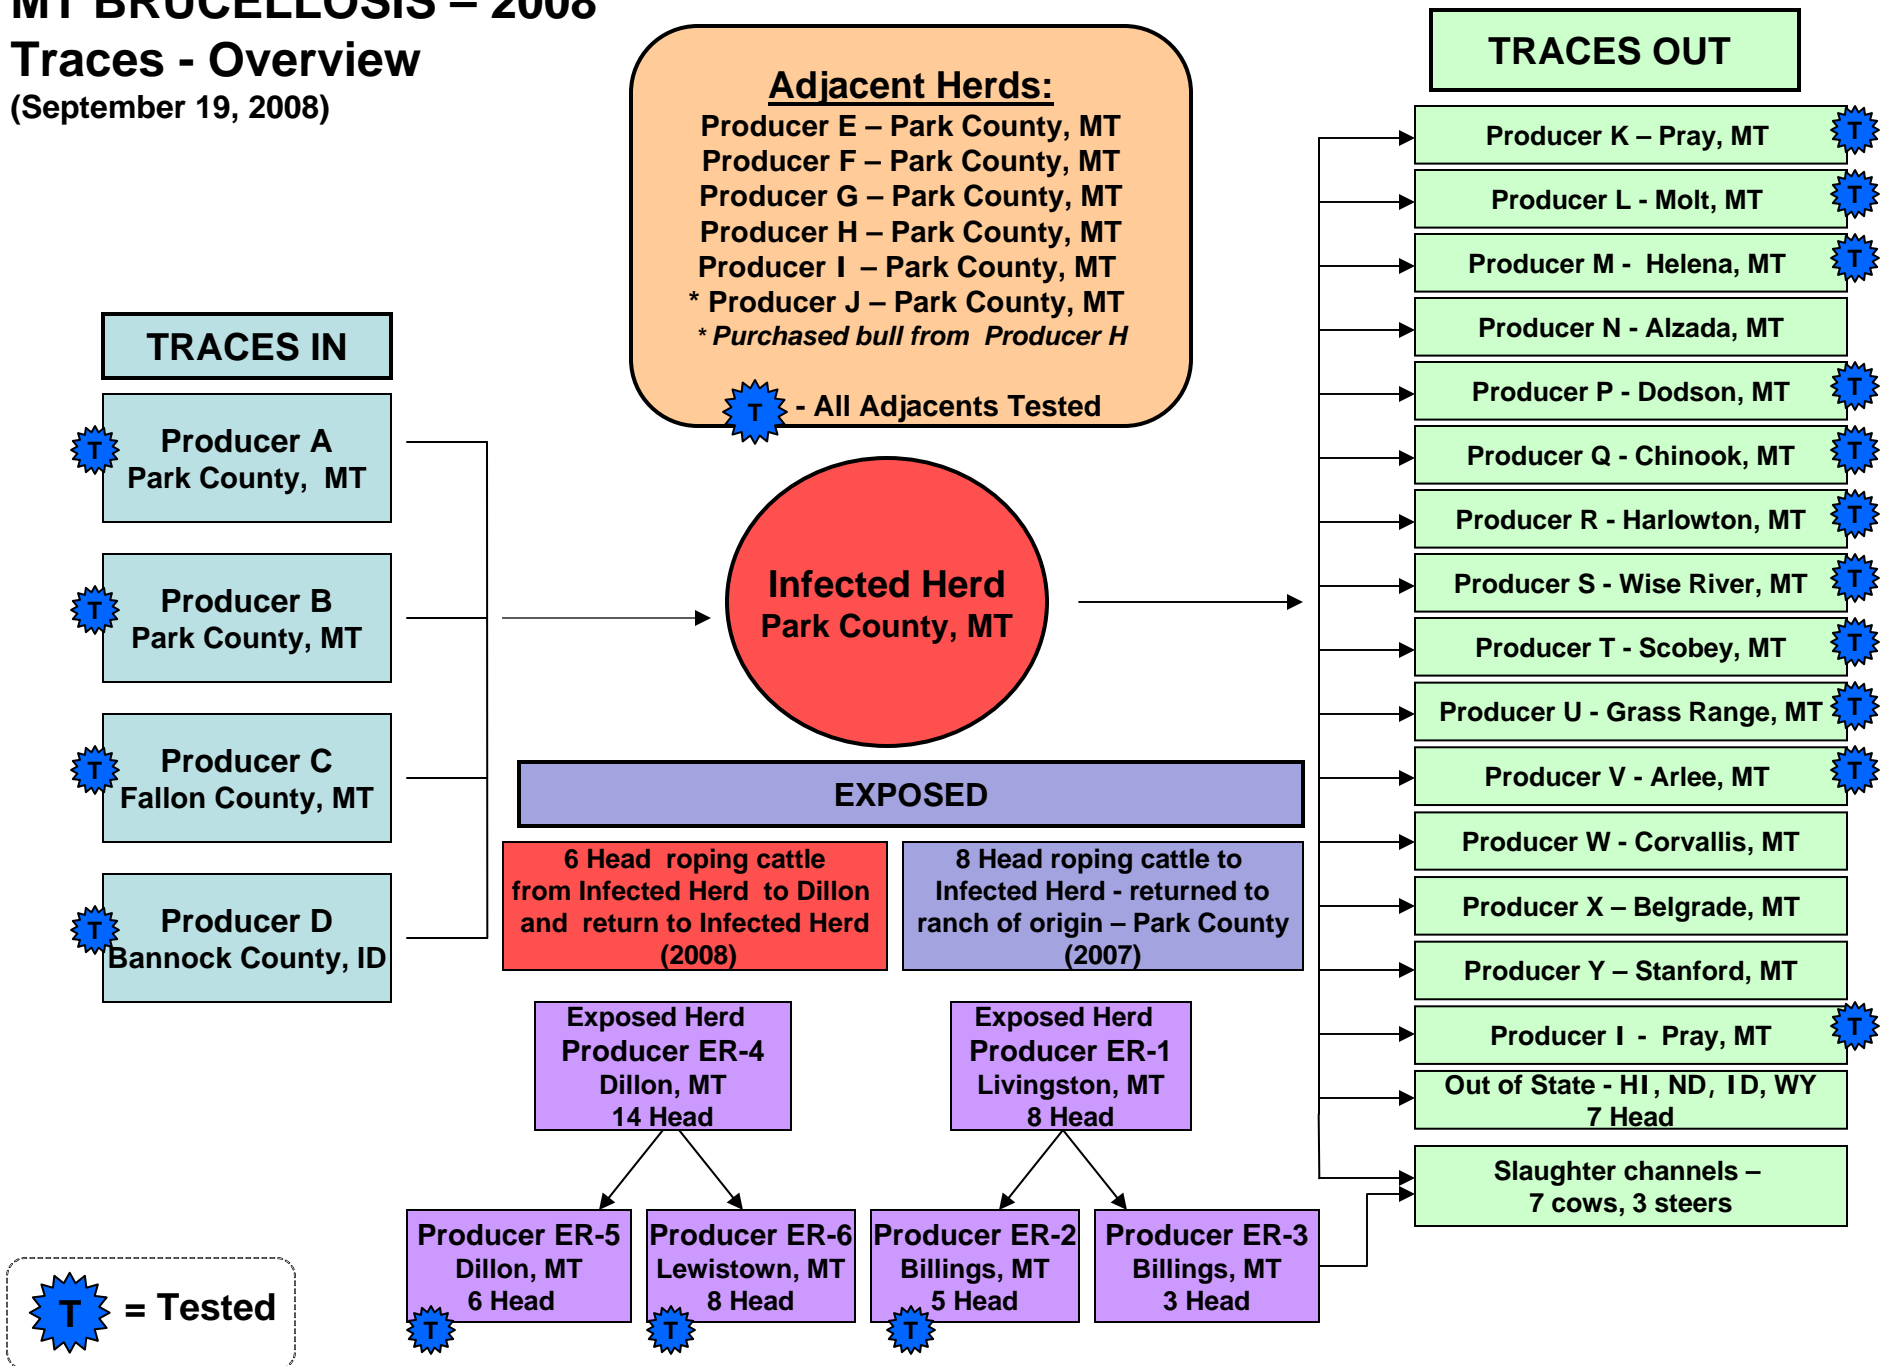 MT BRUCELLOSIS – 2008
Traces - Overview
(September 19, 2008)
Adjacent Herds:
Producer E – Park County, MT
Producer F – Park County, MT
Producer G – Park County, MT
Producer H – Park County, MT
Producer I – Park County, MT
* Producer J – Park County, MT
* Purchased bull from Producer H
T - All Adjacents Tested
TRACES IN
T
Producer A
Park County, MT
T
Producer B
Park County, MT
T
Producer C
Fallon County, MT
T
Producer D
Bannock County, ID
Infected Herd
Park County, MT
EXPOSED
6 Head roping cattle
from Infected Herd to Dillon
and return to Infected Herd
(2008)
8 Head roping cattle to
Infected Herd - returned to
ranch of origin – Park County
(2007)
Exposed Herd
Producer ER-4
Dillon, MT
14 Head
Exposed Herd
Producer ER-1
Livingston, MT
8 Head
Producer ER-5
Dillon, MT
6 Head
T
Producer ER-6
Lewistown, MT
8 Head
T
Producer ER-2
Billings, MT
5 Head
T
Producer ER-3
Billings, MT
3 Head
TRACES OUT
Producer K – Pray, MT T
Producer L - Molt, MT T
Producer M - Helena, MT T
Producer N - Alzada, MT
Producer P - Dodson, MT T
Producer Q - Chinook, MT T
Producer R - Harlowton, MT T
Producer S - Wise River, MT T
Producer T - Scobey, MT T
Producer U - Grass Range, MT T
Producer V - Arlee, MT T
Producer W - Corvallis, MT
Producer X – Belgrade, MT
Producer Y – Stanford, MT
Producer I - Pray, MT T
Out of State - HI, ND, ID, WY
7 Head
Slaughter channels –
7 cows, 3 steers
T = Tested